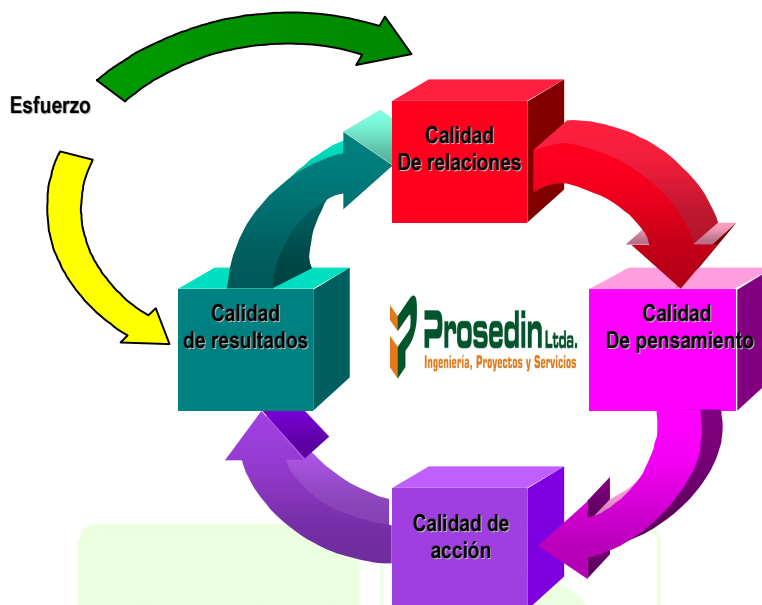 Esfuerzo
Calidad
De relaciones
Calidad
de resultados
Prosedin Ltda.
Ingeniería, Proyectos y Servicios
Calidad
De pensamiento
Calidad de
acción